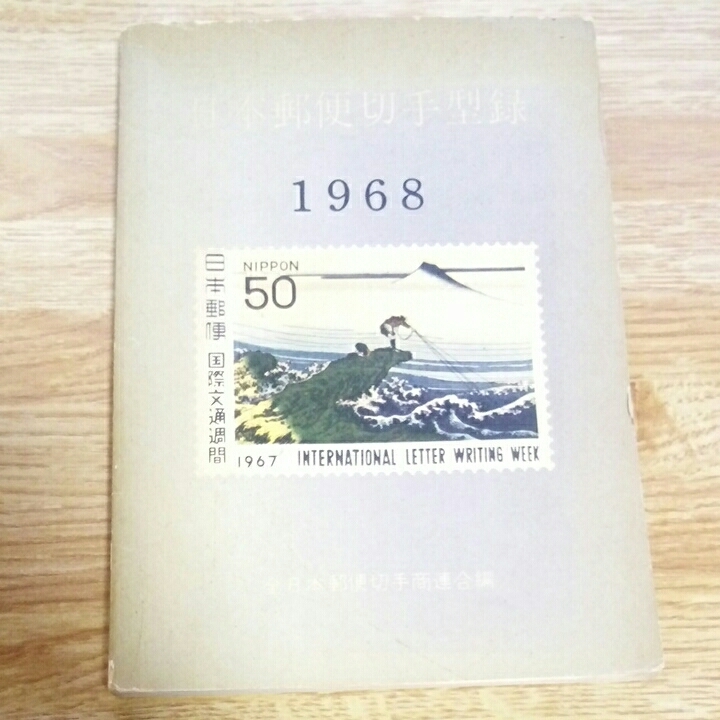 日本郵便切手型録
1968
NIPPON
50
日本郵便 国際文通週間
1967 INTERNATIONAL LETTER WRITING WEEK
全日本郵便切手商連合編